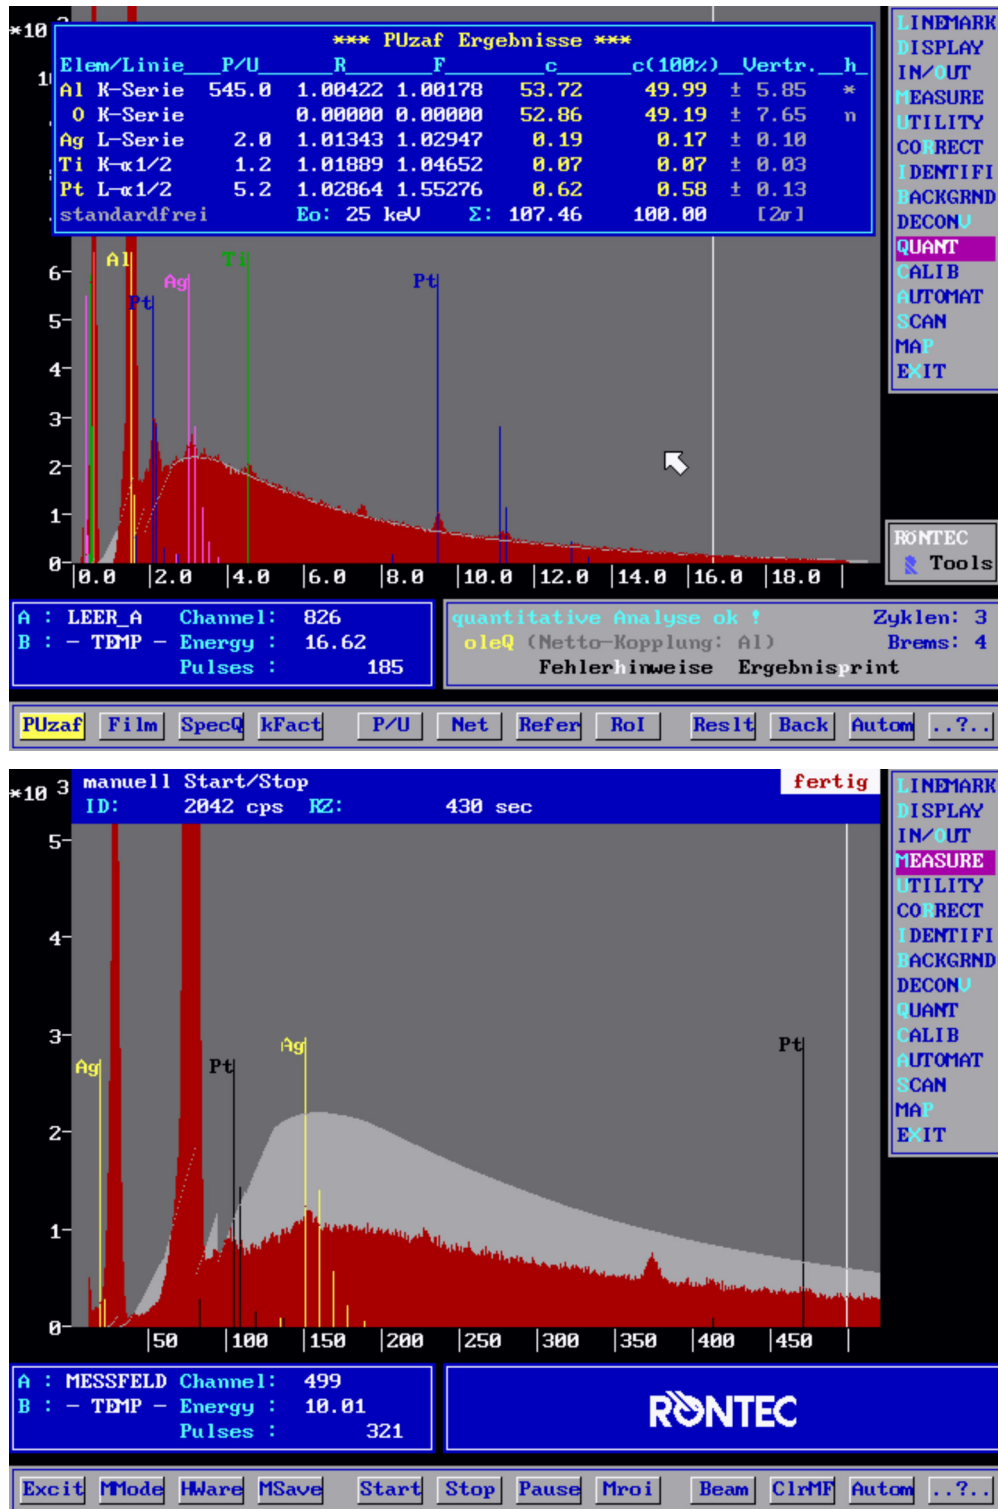 *10 3
*** PUzaf Ergebnisse ***
Elem/Linie P/U R F c c(100%) Vertr. h
Al K-Serie 545.0 1.00422 1.00178 53.72 49.99 ± 5.85 *
O K-Serie 0.00000 0.00000 52.86 49.19 ± 7.65 n
Ag L-Serie 2.0 1.01343 1.02947 0.19 0.17 ± 0.10
Ti K-α1/2 1.2 1.01889 1.04652 0.07 0.07 ± 0.03
Pt L-α1/2 5.2 1.02864 1.55276 0.62 0.58 ± 0.13
standardfrei Eo: 25 keV Σ: 107.46 100.00 [2σ]
Al Ti
Ag Pt
Pt
6
5
4
3
2
1
0
0.0 2.0 4.0 6.0 8.0 10.0 12.0 14.0 16.0 18.0
LINEMARK
DISPLAY
IN/OUT
MEASURE
UTILITY
CORRECT
IDENTIFI
BACKGRND
DECONV
QUANT
CALIB
AUTOMAT
SCAN
MAP
EXIT
RÖNTEC
Tools
A : LEER_A Channel: 826
B : - TEMP - Energy : 16.62
Pulses : 185
quantitative Analyse ok ! Zyklen: 3
oleQ (Netto-Kopplung: Al) Brems: 4
Fehlerhinweise Ergebnisprint
PUzaf Film SpecQ kFact P/U Net Refer RoI Reslt Back Autom ..?..
*10 3
manuell Start/Stop fertig
ID: 2042 cps RZ: 430 sec
5
4
3
2
1
0
Ag Pt Ag Pt
50 100 150 200 250 300 350 400 450
LINEMARK
DISPLAY
IN/OUT
MEASURE
UTILITY
CORRECT
IDENTIFI
BACKGRND
DECONV
QUANT
CALIB
AUTOMAT
SCAN
MAP
EXIT
A : MESSFELD Channel: 499
B : - TEMP - Energy : 10.01
Pulses : 321
RÖNTEC
Excit MMode HWare MSave Start Stop Pause Mroi Beam ClrMF Autom ..?..